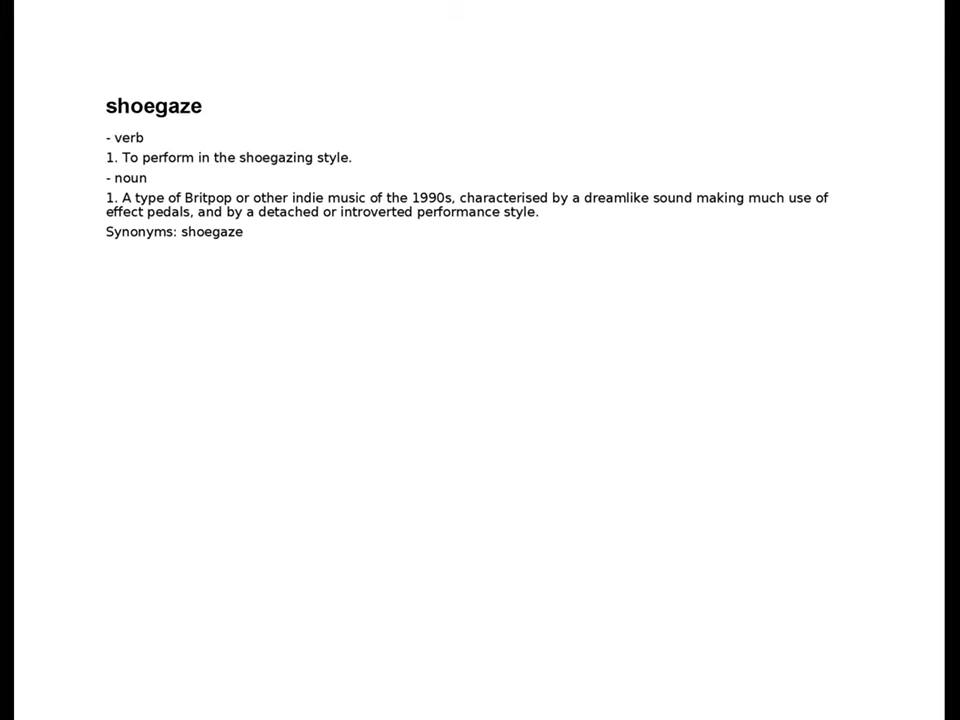 shoegaze
- verb
1. To perform in the shoegazing style.
- noun
1. A type of Britpop or other indie music of the 1990s, characterised by a dreamlike sound making much use of
effect pedals, and by a detached or introverted performance style.
Synonyms: shoegaze